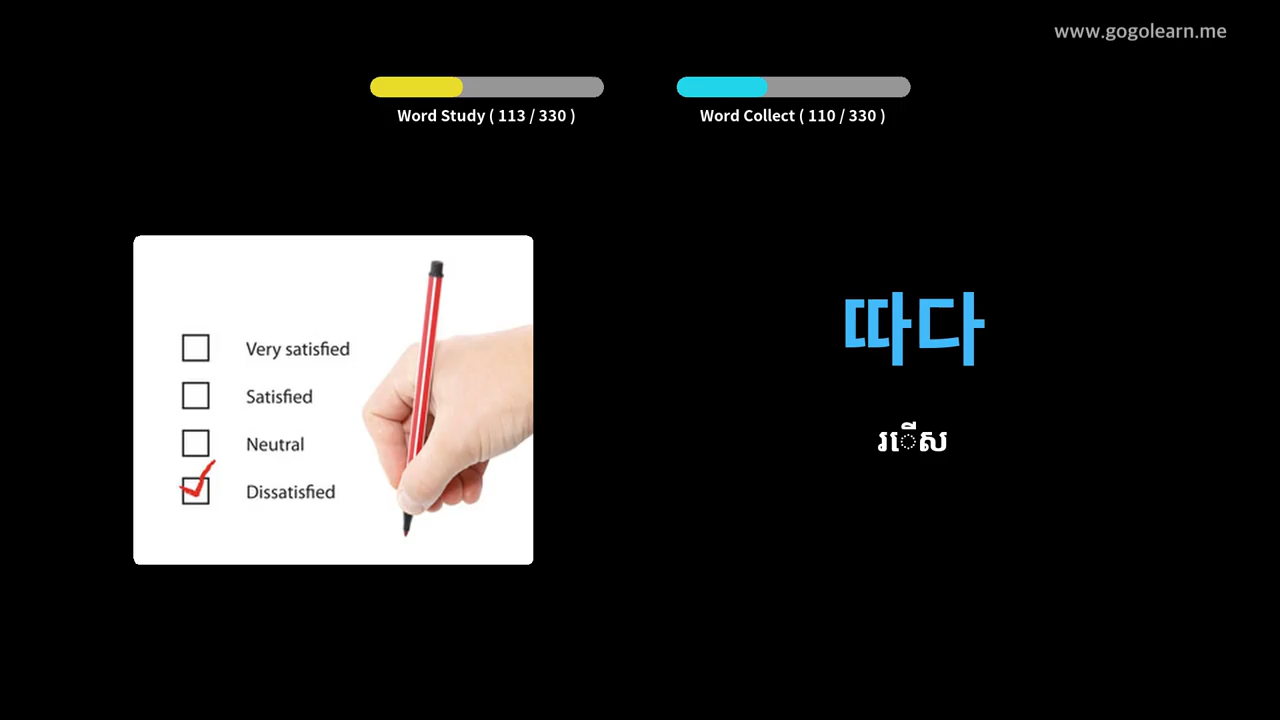 www.gogolearn.me
Word Study ( 113 / 330 )
Word Collect ( 110 / 330 )
Very satisfied
Satisfied
Neutral
Dissatisfied
따다
រើស